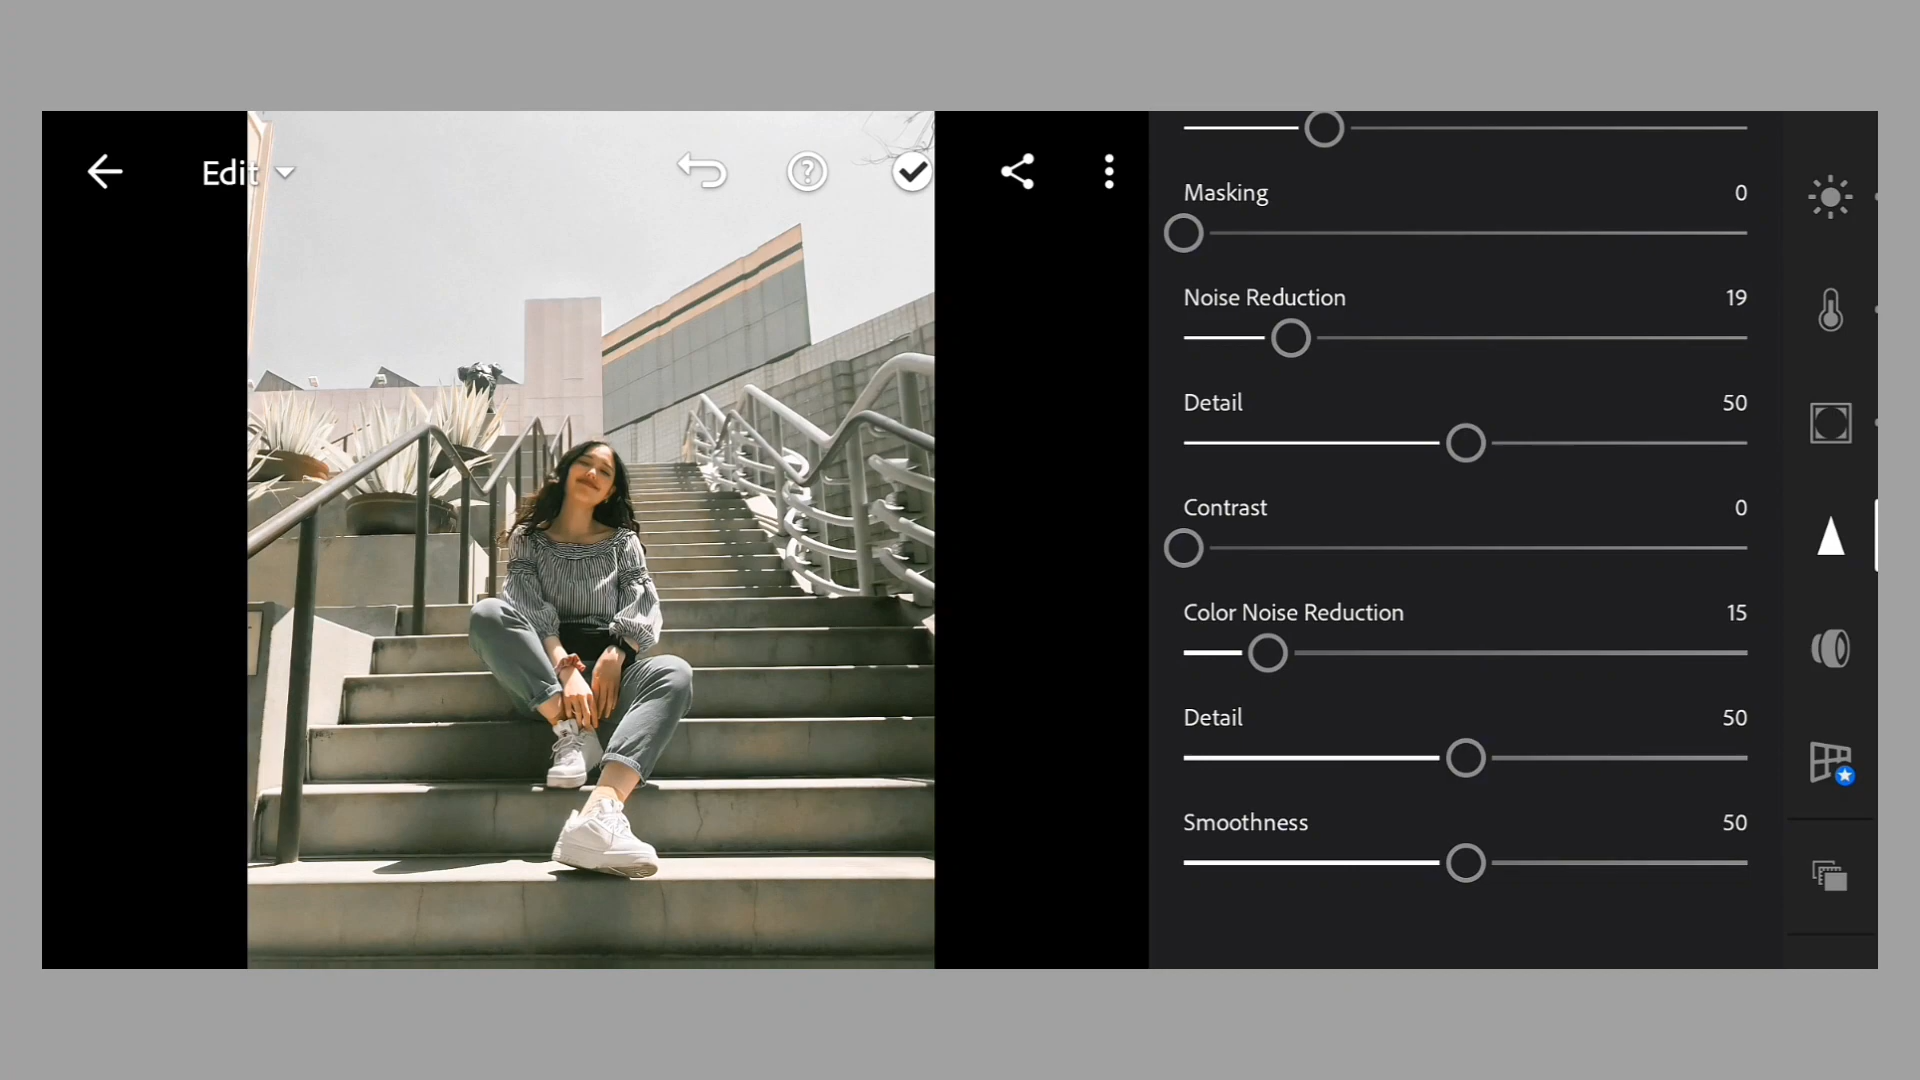 Edit
Masking 0
Noise Reduction 19
Detail 50
Contrast 0
Color Noise Reduction 15
Detail 50
Smoothness 50